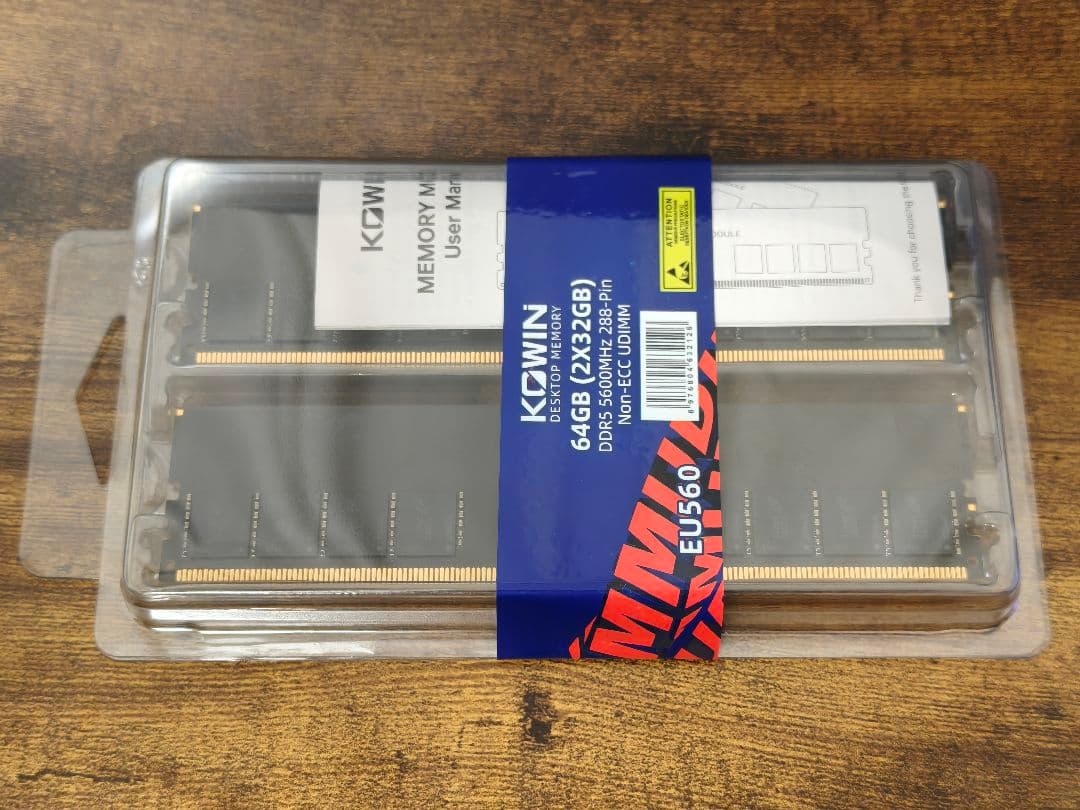 KOWIN
MEMORY M
User Man
KOWIN
DESKTOP MEMORY
64GB (2X32GB)
DDR5 5600MHz 288-Pin
Non-ECC UDIMM
ATTENTION
EU560
Thank you for choosing the